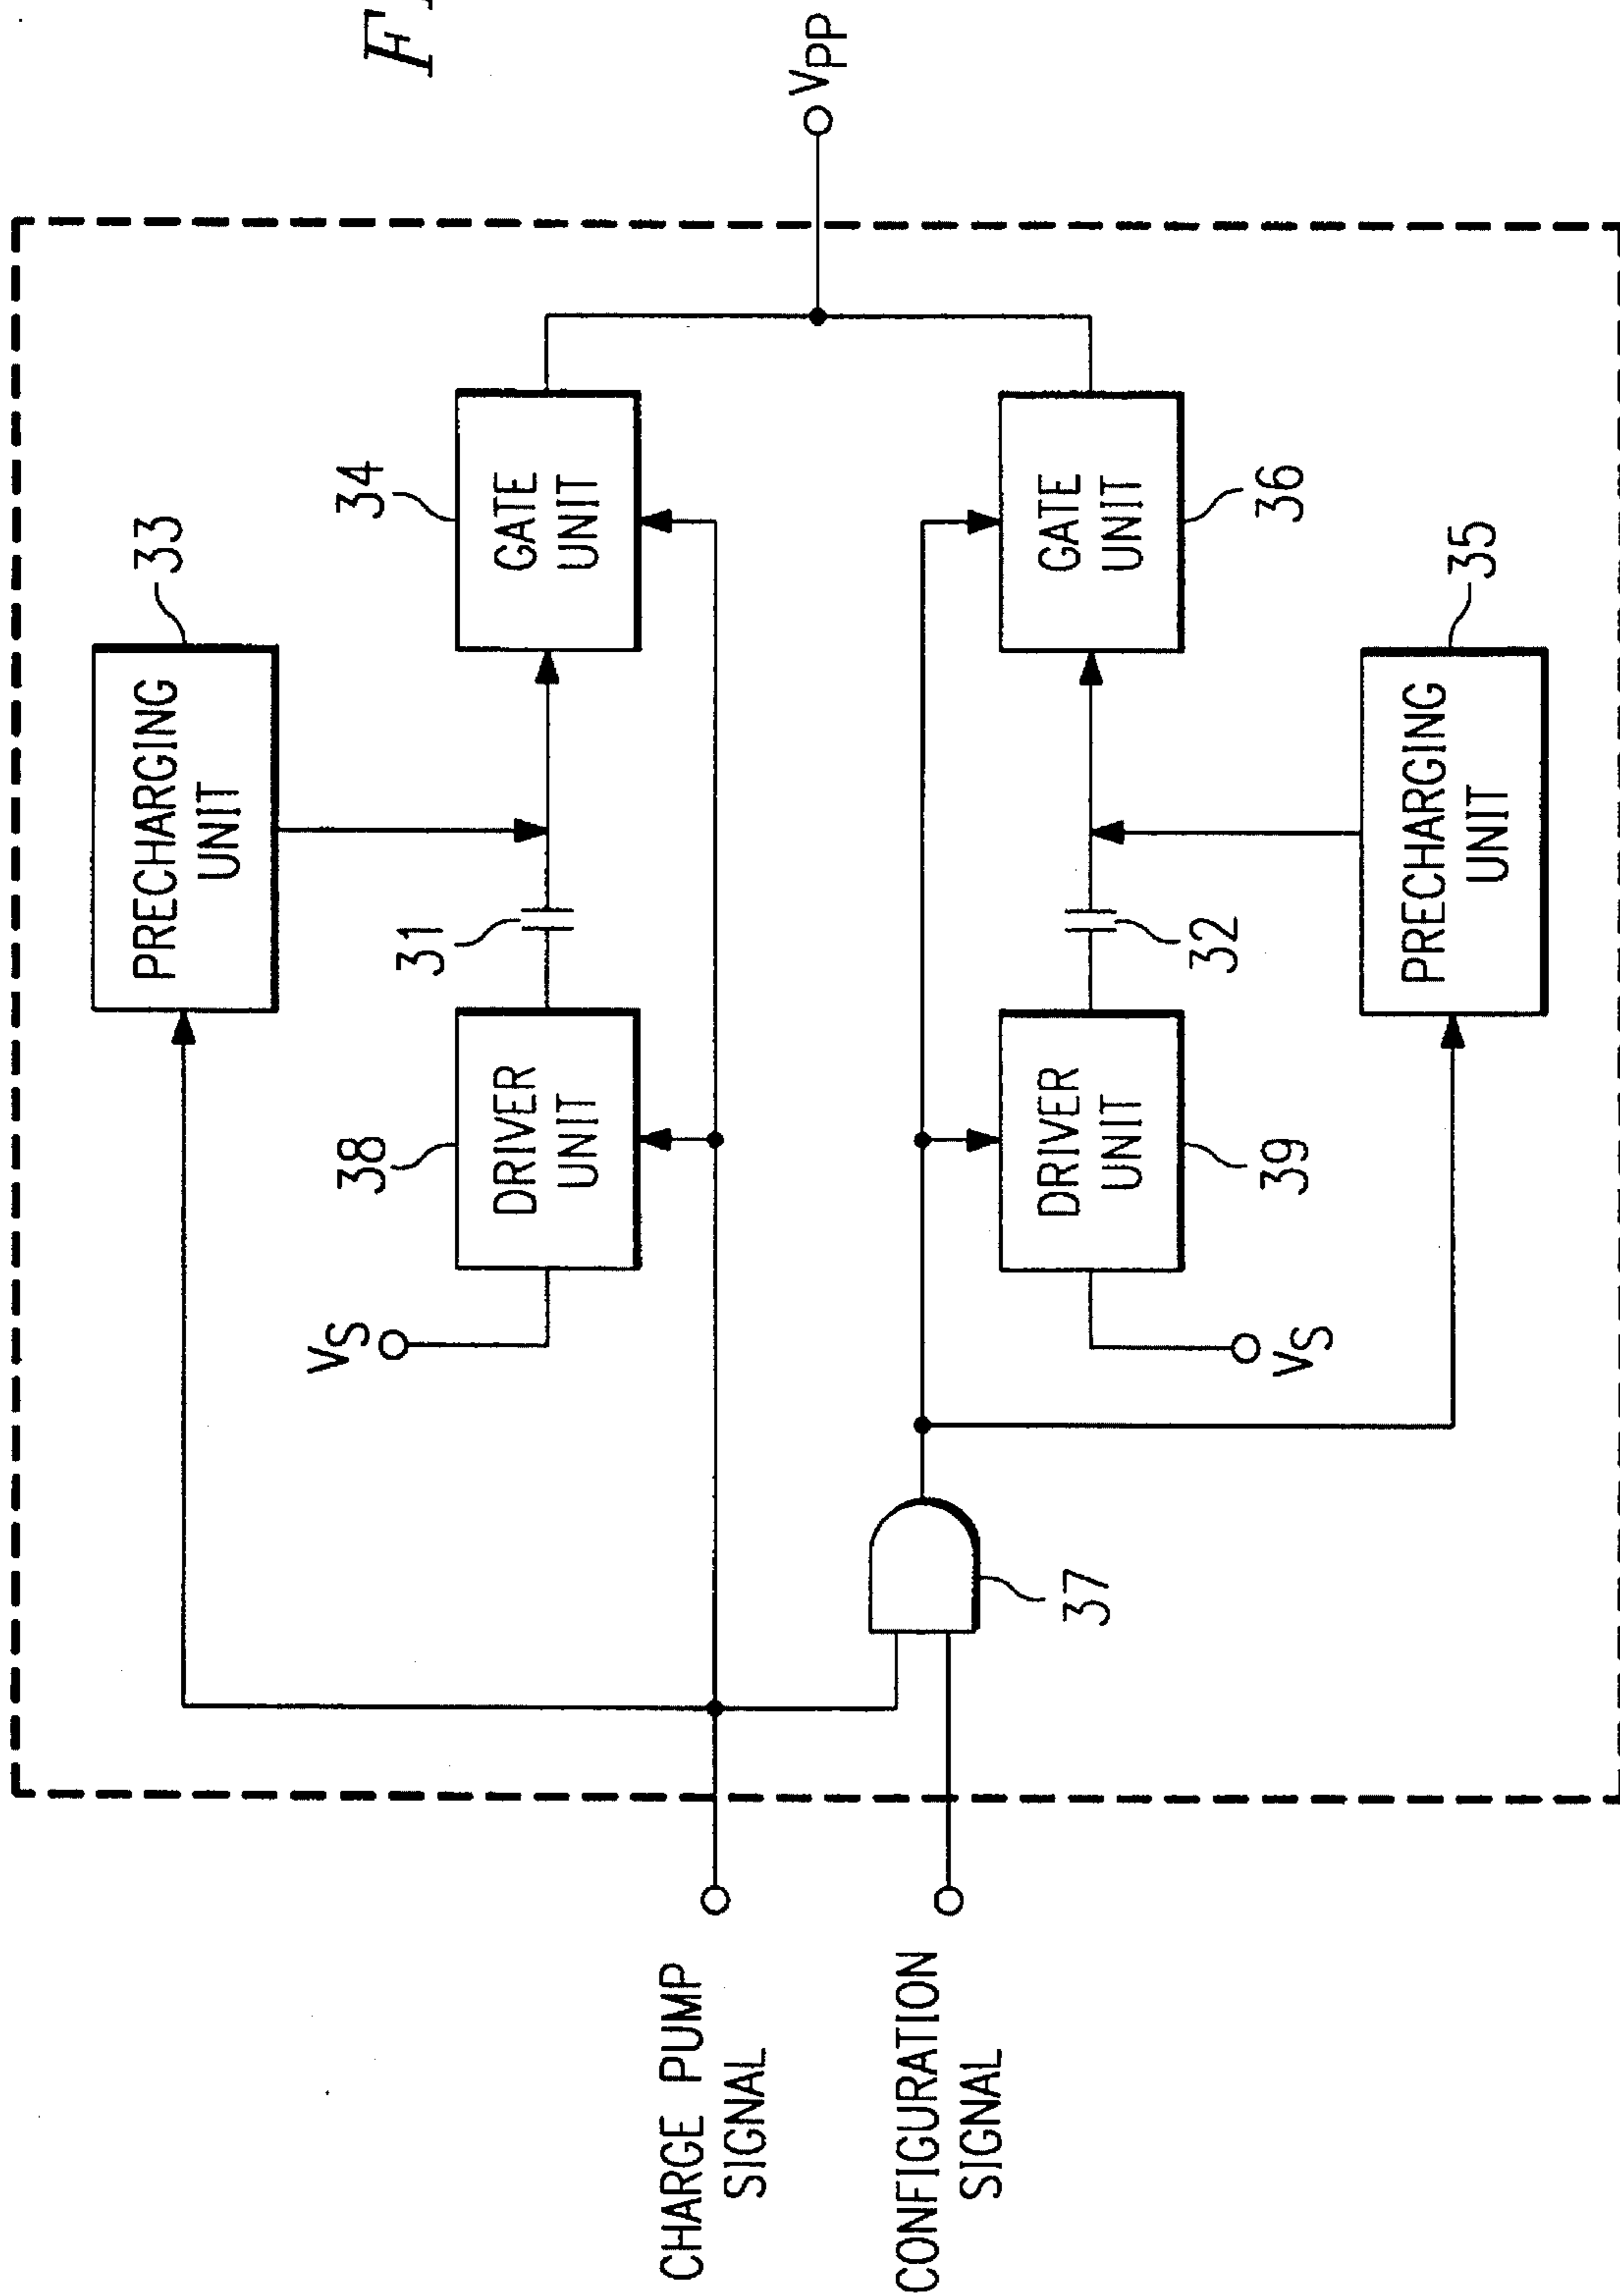 F
PRECHARGING
UNIT
33
34
GATE
UNIT
VPP
31
38
DRIVER
UNIT
VS
CHARGE PUMP
SIGNAL
CONFIGURATION
SIGNAL
37
DRIVER
UNIT
39
VS
32
GATE
UNIT
36
PRECHARGING
UNIT
35